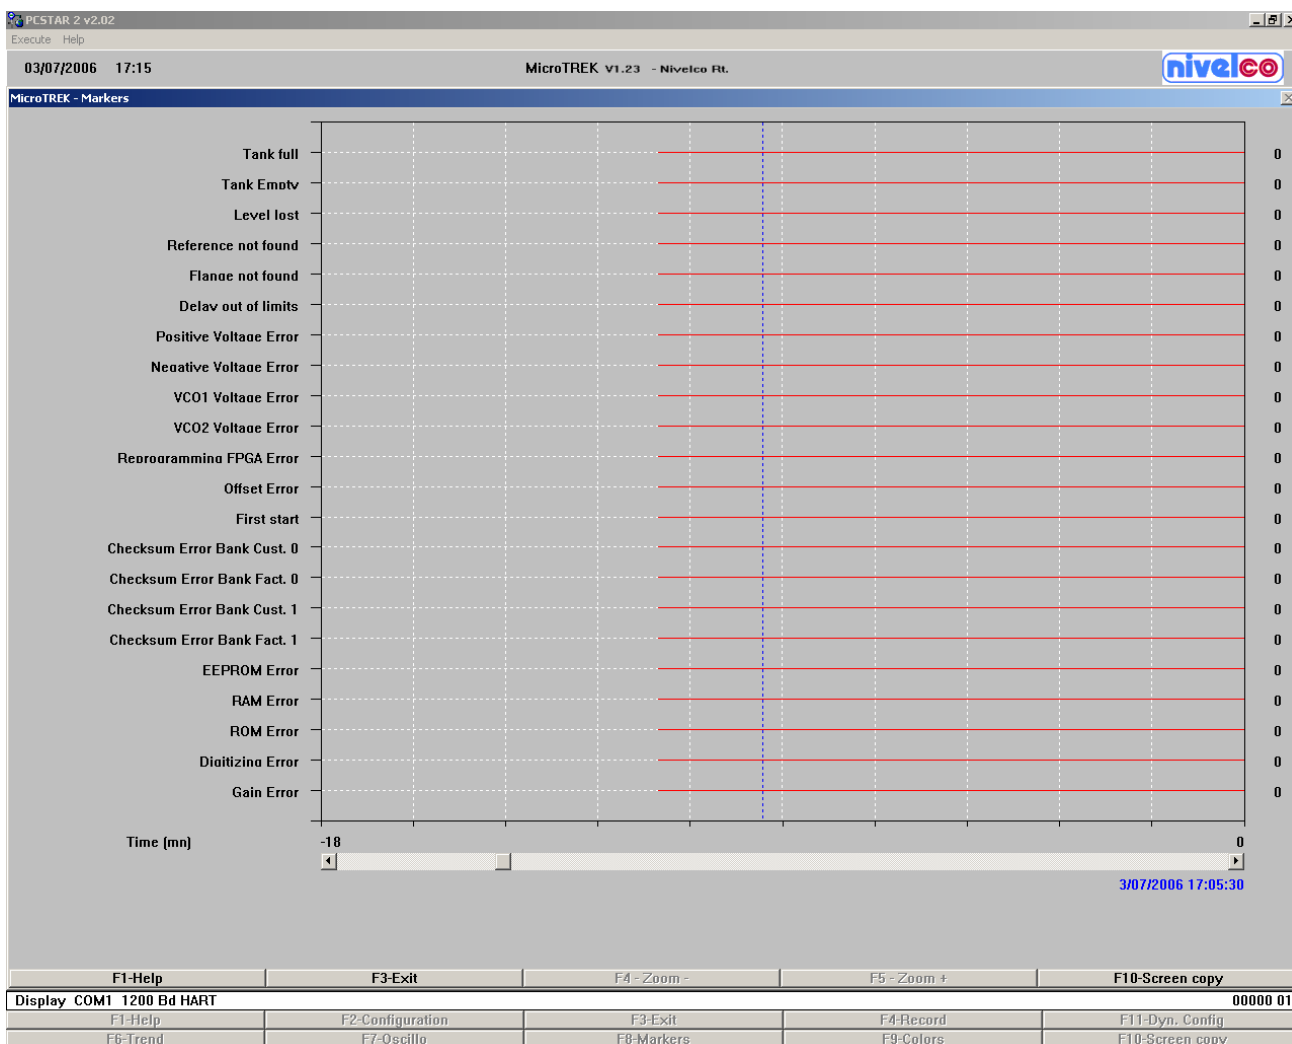 PCSTAR 2 v2.02
Execute Help
03/07/2006 17:15 MicroTREK V1.23 - Nivelco Rt. nivelco
MicroTREK - Markers
Tank full 0
Tank Empty 0
Level lost 0
Reference not found 0
Flange not found 0
Delay out of limits 0
Positive Voltage Error 0
Negative Voltage Error 0
VCO1 Voltage Error 0
VCO2 Voltage Error 0
Reprogramming FPGA Error 0
Offset Error 0
First start 0
Checksum Error Bank Cust. 0 0
Checksum Error Bank Fact. 0 0
Checksum Error Bank Cust. 1 0
Checksum Error Bank Fact. 1 0
EEPROM Error 0
RAM Error 0
ROM Error 0
Digitizing Error 0
Gain Error 0
Time (mn) -18 0
3/07/2006 17:05:30
F1-Help F3-Exit F4 - Zoom - F5 - Zoom + F10-Screen copy
Display COM1 1200 Bd HART 00000 01
F1-Help F2-Configuration F3-Exit F4-Record F11-Dyn. Config
F6-Trend F7-Oscillo F8-Markers F9-Colors F10-Screen copy